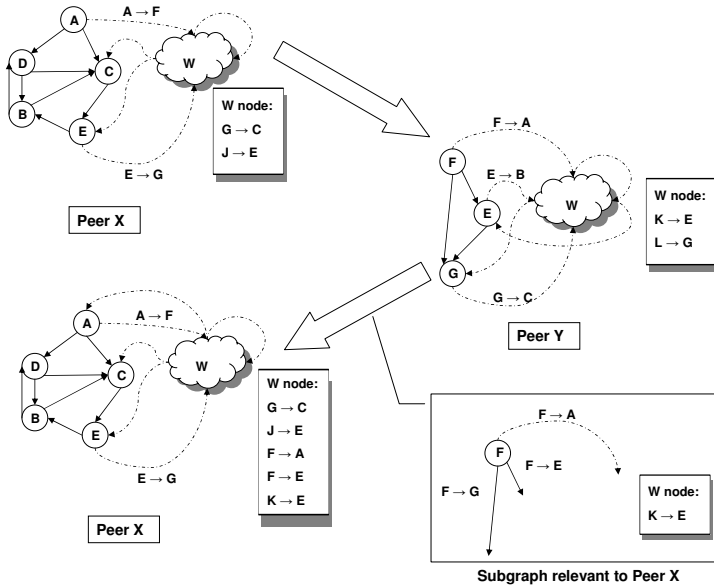 A
A → F
D
C
W
B
E
E → G
W node:
G → C
J → E
Peer X
F → A
F
E → B
E
W
G
G → C
W node:
K → E
L → G
Peer Y
A
A → F
D
C
W
B
E
E → G
W node:
G → C
J → E
F → A
F → E
K → E
Peer X
F → A
F
F → E
F → G
W node:
K → E
Subgraph relevant to Peer X